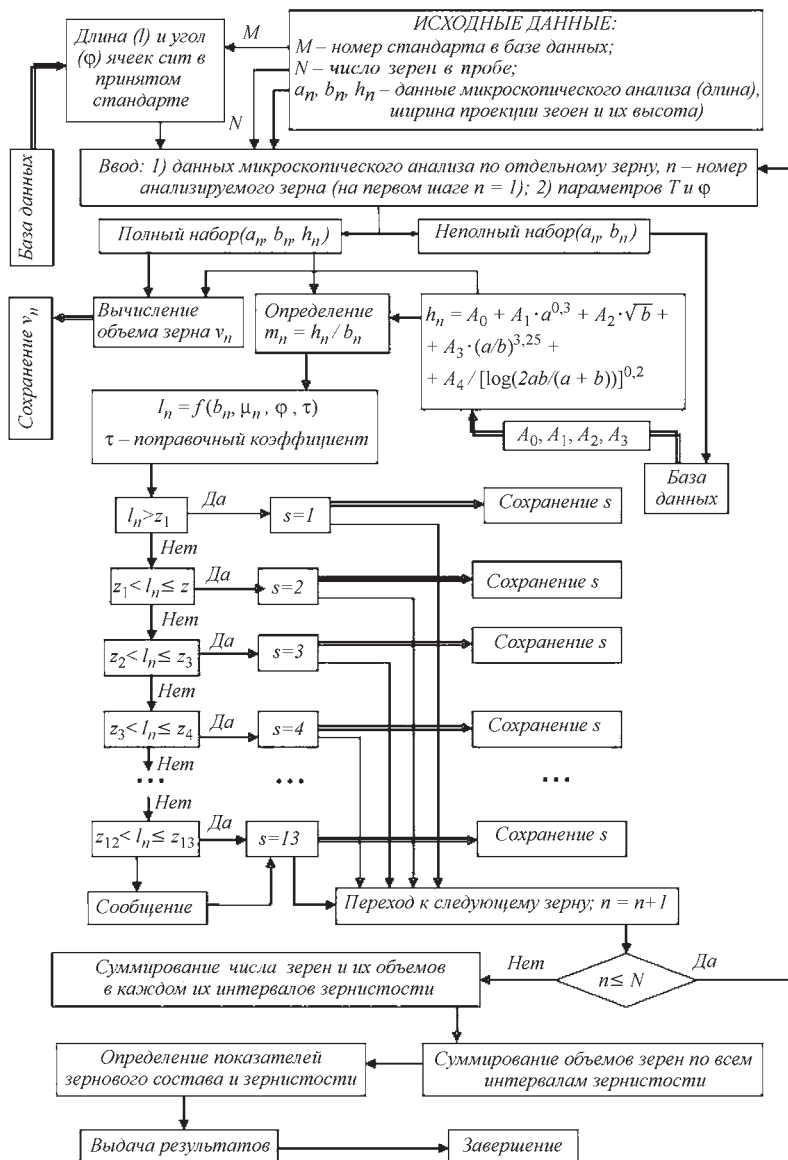 Длина (l) и угол
(φ) ячеек сит в
принятом
стандарте
M
N
ИСХОДНЫЕ ДАННЫЕ:
M – номер стандарта в базе данных;
N – число зерен в пробе;
aₙ, bₙ, hₙ – данные микроскопического анализа (длина),
ширина проекции зеоен и их высота)
База данных
Ввод: 1) данных микроскопического анализа по отдельному зерну, n – номер
анализируемого зерна (на первом шаге n = 1); 2) параметров T и φ
Полный набор(aₙ, bₙ, hₙ)
Неполный набор(aₙ, bₙ)
Сохранение vₙ
Вычисление
объема зерна vₙ
Определение
mₙ = hₙ / bₙ
hₙ = A₀ + A₁·a^0,3 + A₂·√b +
+ A₃·(a/b)^3,25 +
+ A₄ / [log(2ab/(a + b))]^0,2
lₙ = f(bₙ, μₙ, φ, τ)
τ – поправочный коэффициент
A₀, A₁, A₂, A₃
База
данных
lₙ>z₁
Да
s=1
Сохранение s
Нет
z₁< lₙ ≤ z
Да
s=2
Сохранение s
Нет
z₂< lₙ ≤ z₃
Да
s=3
Сохранение s
Нет
z₃< lₙ ≤ z₄
Да
s=4
Сохранение s
Нет
... ... ...
Нет
z₁₂< lₙ ≤ z₁₃
Да
s=13
Сохранение s
Сообщение
Переход к следующему зерну; n = n+1
Суммирование числа зерен и их объемов
в каждом их интервалов зернистости
Нет
n≤ N
Да
Определение показателей
зернового состава и зернистости
Суммирование объемов зерен по всем
интервалам зернистости
Выдача результатов
Завершение